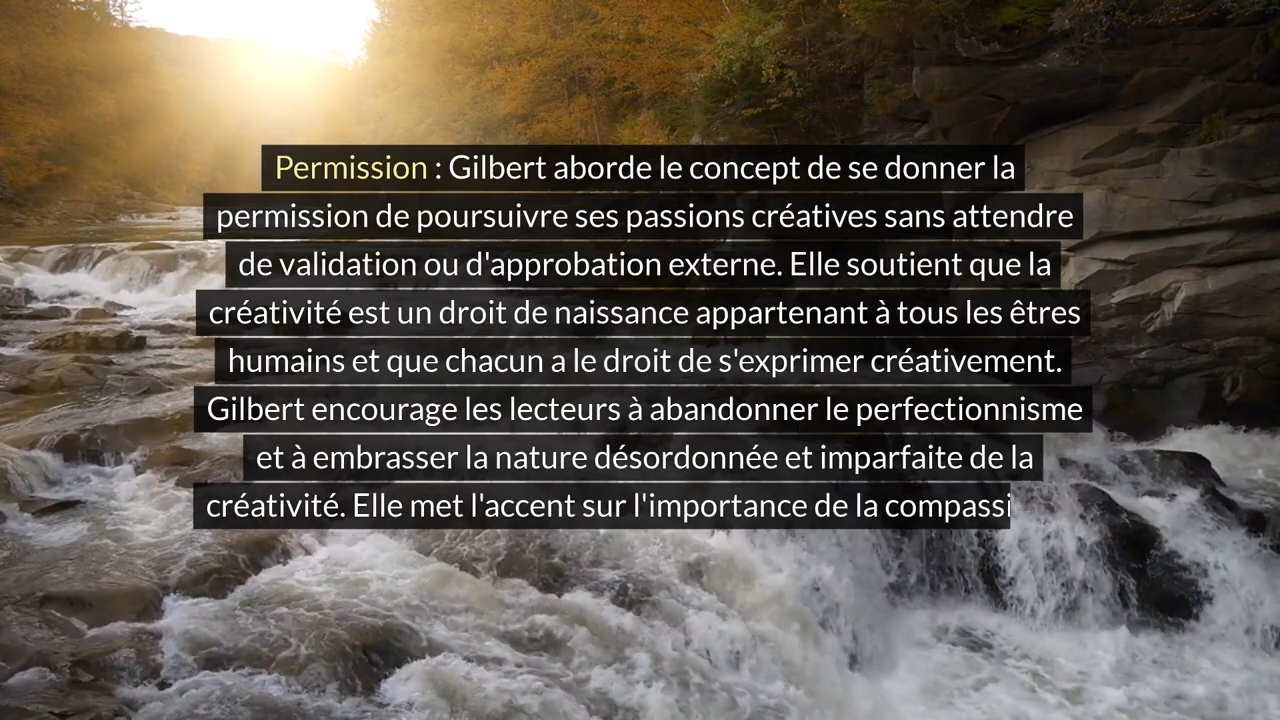 Permission : Gilbert aborde le concept de se donner la
permission de poursuivre ses passions créatives sans attendre
de validation ou d'approbation externe. Elle soutient que la
créativité est un droit de naissance appartenant à tous les êtres
humains et que chacun a le droit de s'exprimer créativement.
Gilbert encourage les lecteurs à abandonner le perfectionnisme
et à embrasser la nature désordonnée et imparfaite de la
créativité. Elle met l'accent sur l'importance de la compassi